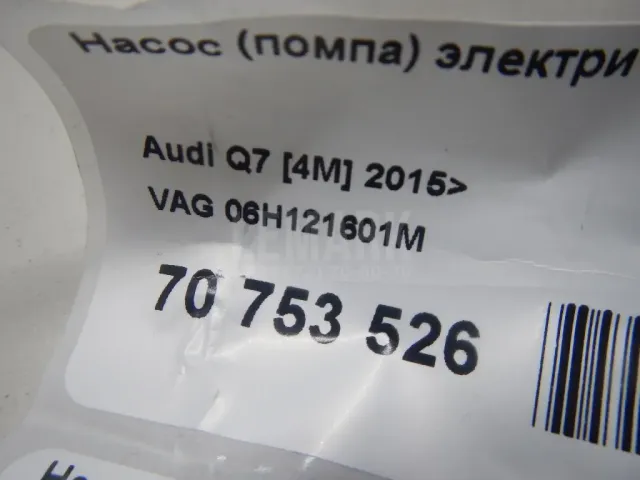 Насос (помпа) электри
Audi Q7 [4M] 2015>
VAG 06H121601M
70 753 526